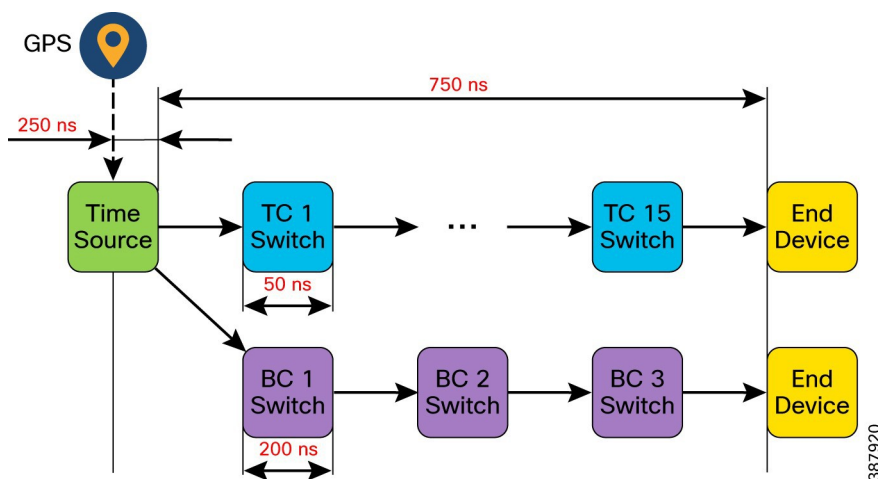 GPS
750 ns
250 ns
Time
Source
TC 1
Switch
...
TC 15
Switch
End
Device
50 ns
BC 1
Switch
BC 2
Switch
BC 3
Switch
End
Device
200 ns
387920